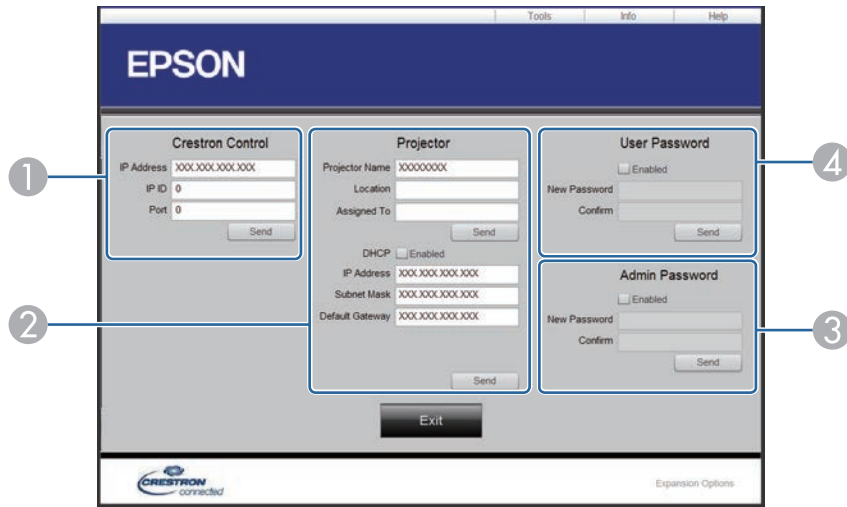 Tools Info Help
EPSON
Crestron Control
IP Address XXX.XXX.XXX.XXX
IP ID 0
Port 0
Send
Projector
Projector Name XXXXXXXX
Location
Assigned To
Send
DHCP Enabled
IP Address XXX.XXX.XXX.XXX
Subnet Mask XXX.XXX.XXX.XXX
Default Gateway XXX.XXX.XXX.XXX
Send
User Password
Enabled
New Password
Confirm
Send
Admin Password
Enabled
New Password
Confirm
Send
1
2
4
3
Exit
CRESTRON
connected
Expansion Options